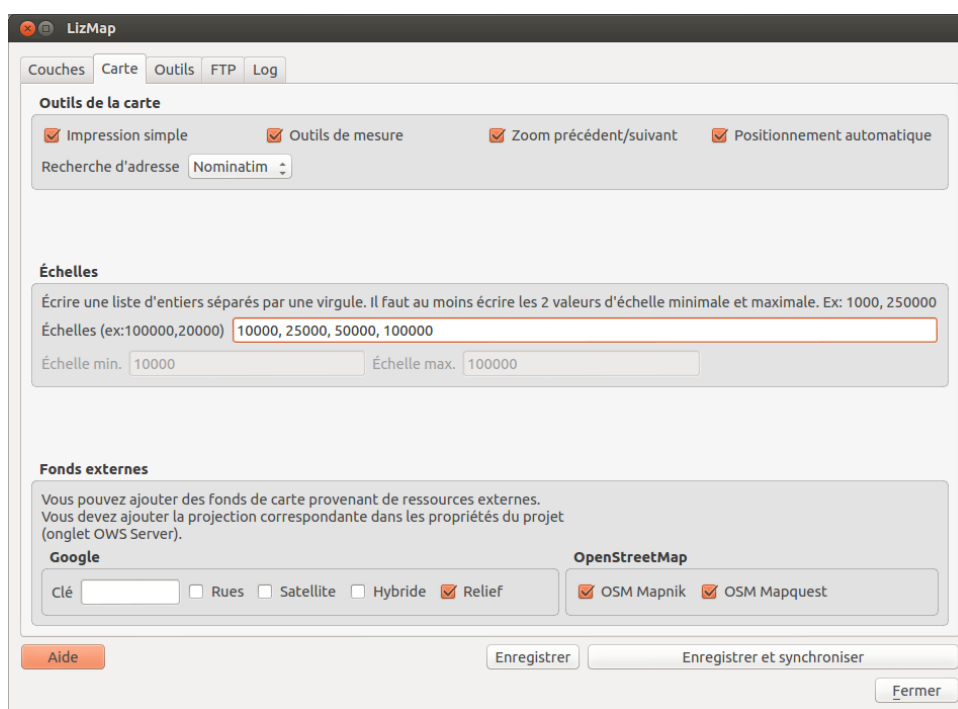 LizMap
Couches Carte Outils FTP Log
Outils de la carte
Impression simple Outils de mesure Zoom précédent/suivant Positionnement automatique
Recherche d'adresse Nominatim
Échelles
Écrire une liste d'entiers séparés par une virgule. Il faut au moins écrire les 2 valeurs d'échelle minimale et maximale. Ex: 1000, 250000
Échelles (ex:100000,20000) 10000, 25000, 50000, 100000
Échelle min. 10000 Échelle max. 100000
Fonds externes
Vous pouvez ajouter des fonds de carte provenant de ressources externes.
Vous devez ajouter la projection correspondante dans les propriétés du projet
(onglet OWS Server).
Google OpenStreetMap
Clé Rues Satellite Hybride Relief OSM Mapnik OSM Mapquest
Aide Enregistrer Enregistrer et synchroniser
Fermer